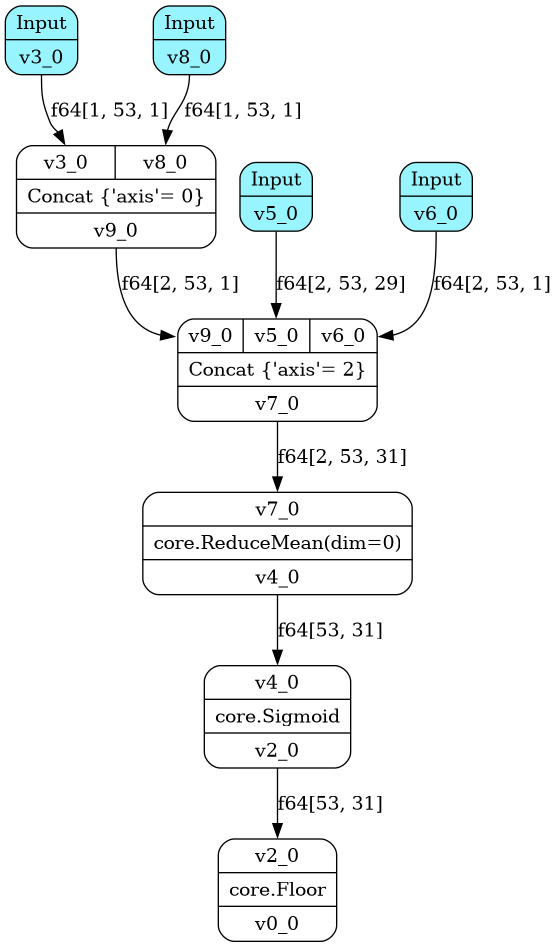 Input
v3_0
Input
v8_0
f64[1, 53, 1]
f64[1, 53, 1]
v3_0
v8_0
Concat {'axis'= 0}
v9_0
Input
v5_0
Input
v6_0
f64[2, 53, 1]
f64[2, 53, 29]
f64[2, 53, 1]
v9_0
v5_0
v6_0
Concat {'axis'= 2}
v7_0
f64[2, 53, 31]
v7_0
core.ReduceMean(dim=0)
v4_0
f64[53, 31]
v4_0
core.Sigmoid
v2_0
f64[53, 31]
v2_0
core.Floor
v0_0